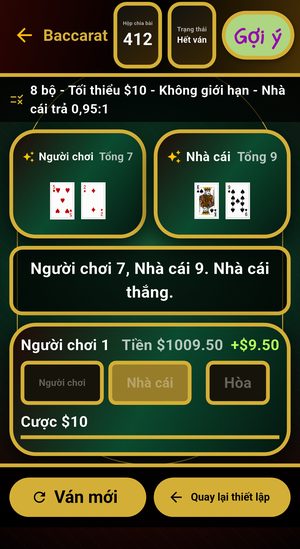 Baccarat
Hộp chia bài
412
Trạng thái
Hết ván
Gợi ý
8 bộ - Tối thiểu $10 - Không giới hạn - Nhà
cái trả 0,95:1
Người chơi Tổng 7
Nhà cái Tổng 9
Người chơi 7, Nhà cái 9. Nhà cái
thắng.
Người chơi 1 Tiền $1009.50 +$9.50
Người chơi
Nhà cái
Hòa
Cược $10
Ván mới
Quay lại thiết lập